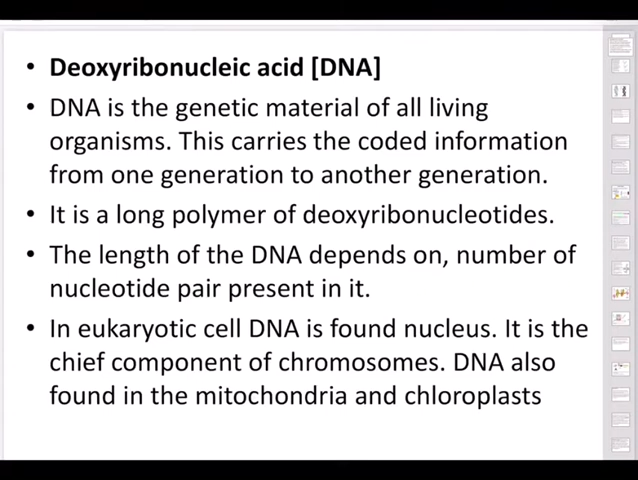 • Deoxyribonucleic acid [DNA]
• DNA is the genetic material of all living
organisms. This carries the coded information
from one generation to another generation.
• It is a long polymer of deoxyribonucleotides.
• The length of the DNA depends on, number of
nucleotide pair present in it.
• In eukaryotic cell DNA is found nucleus. It is the
chief component of chromosomes. DNA also
found in the mitochondria and chloroplasts